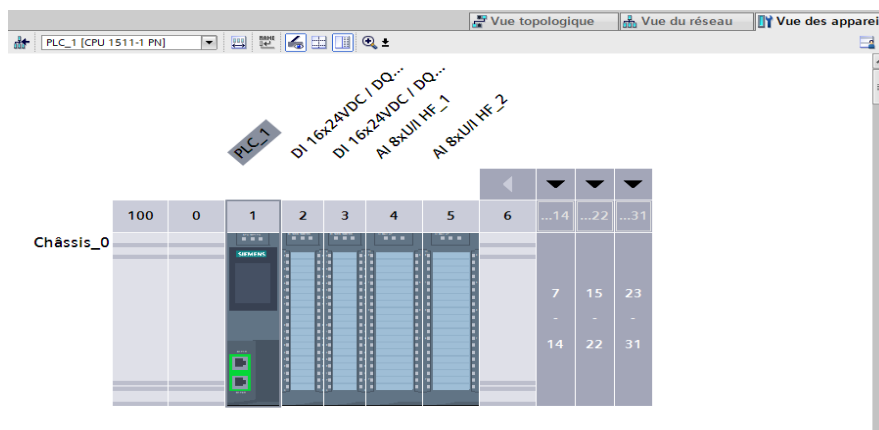 Vue topologique Vue du réseau Vue des apparei
PLC_1 [CPU 1511-1 PN]
PLC_1
DI 16x24VDC / DQ...
DI 16x24VDC / DQ...
AI 8xU/I HF_1
AI 8xU/I HF_2
100 0 1 2 3 4 5 6 ...14 ...22 ...31
Châssis_0
SIEMENS
7 15 23
- - -
14 22 31